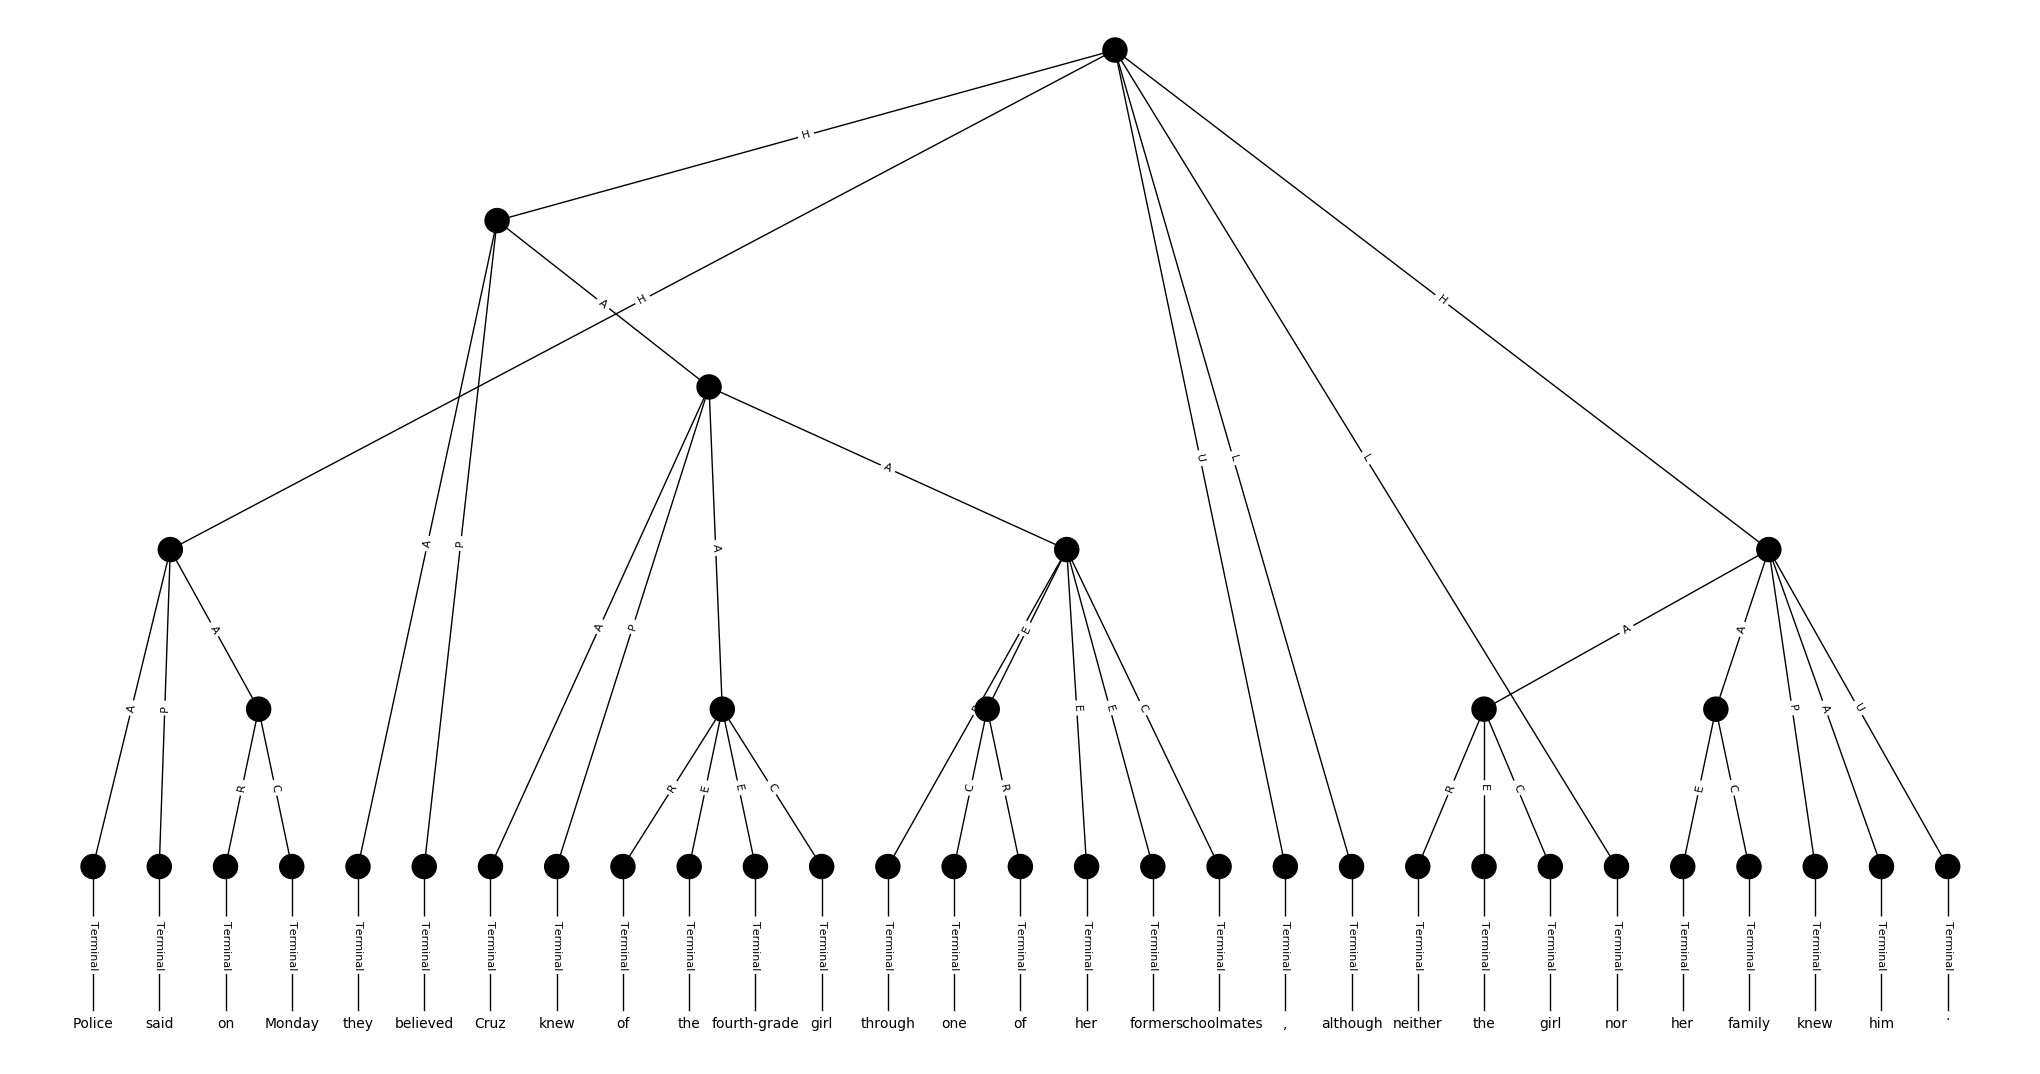 H
H
A
H
U
L
L
A
A
P
A
A
A
P
E
A
A
A
P
E
E
C
P
A
U
R
C
R
E
E
C
C
R
R
E
C
E
C
Terminal Terminal Terminal Terminal Terminal Terminal Terminal Terminal Terminal Terminal Terminal Terminal Terminal Terminal Terminal Terminal Terminal Terminal Terminal Terminal Terminal Terminal Terminal Terminal Terminal Terminal Terminal Terminal Terminal
Police said on Monday they believed Cruz knew of the fourth-grade girl through one of her former schoolmates , although neither the girl nor her family knew him .